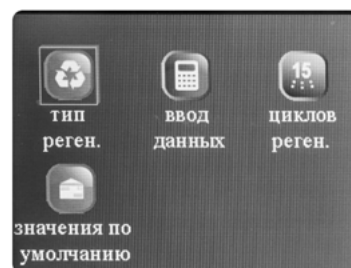 15
тип
реген.
ввод
данных
циклов
реген.
значения по
умолчанию